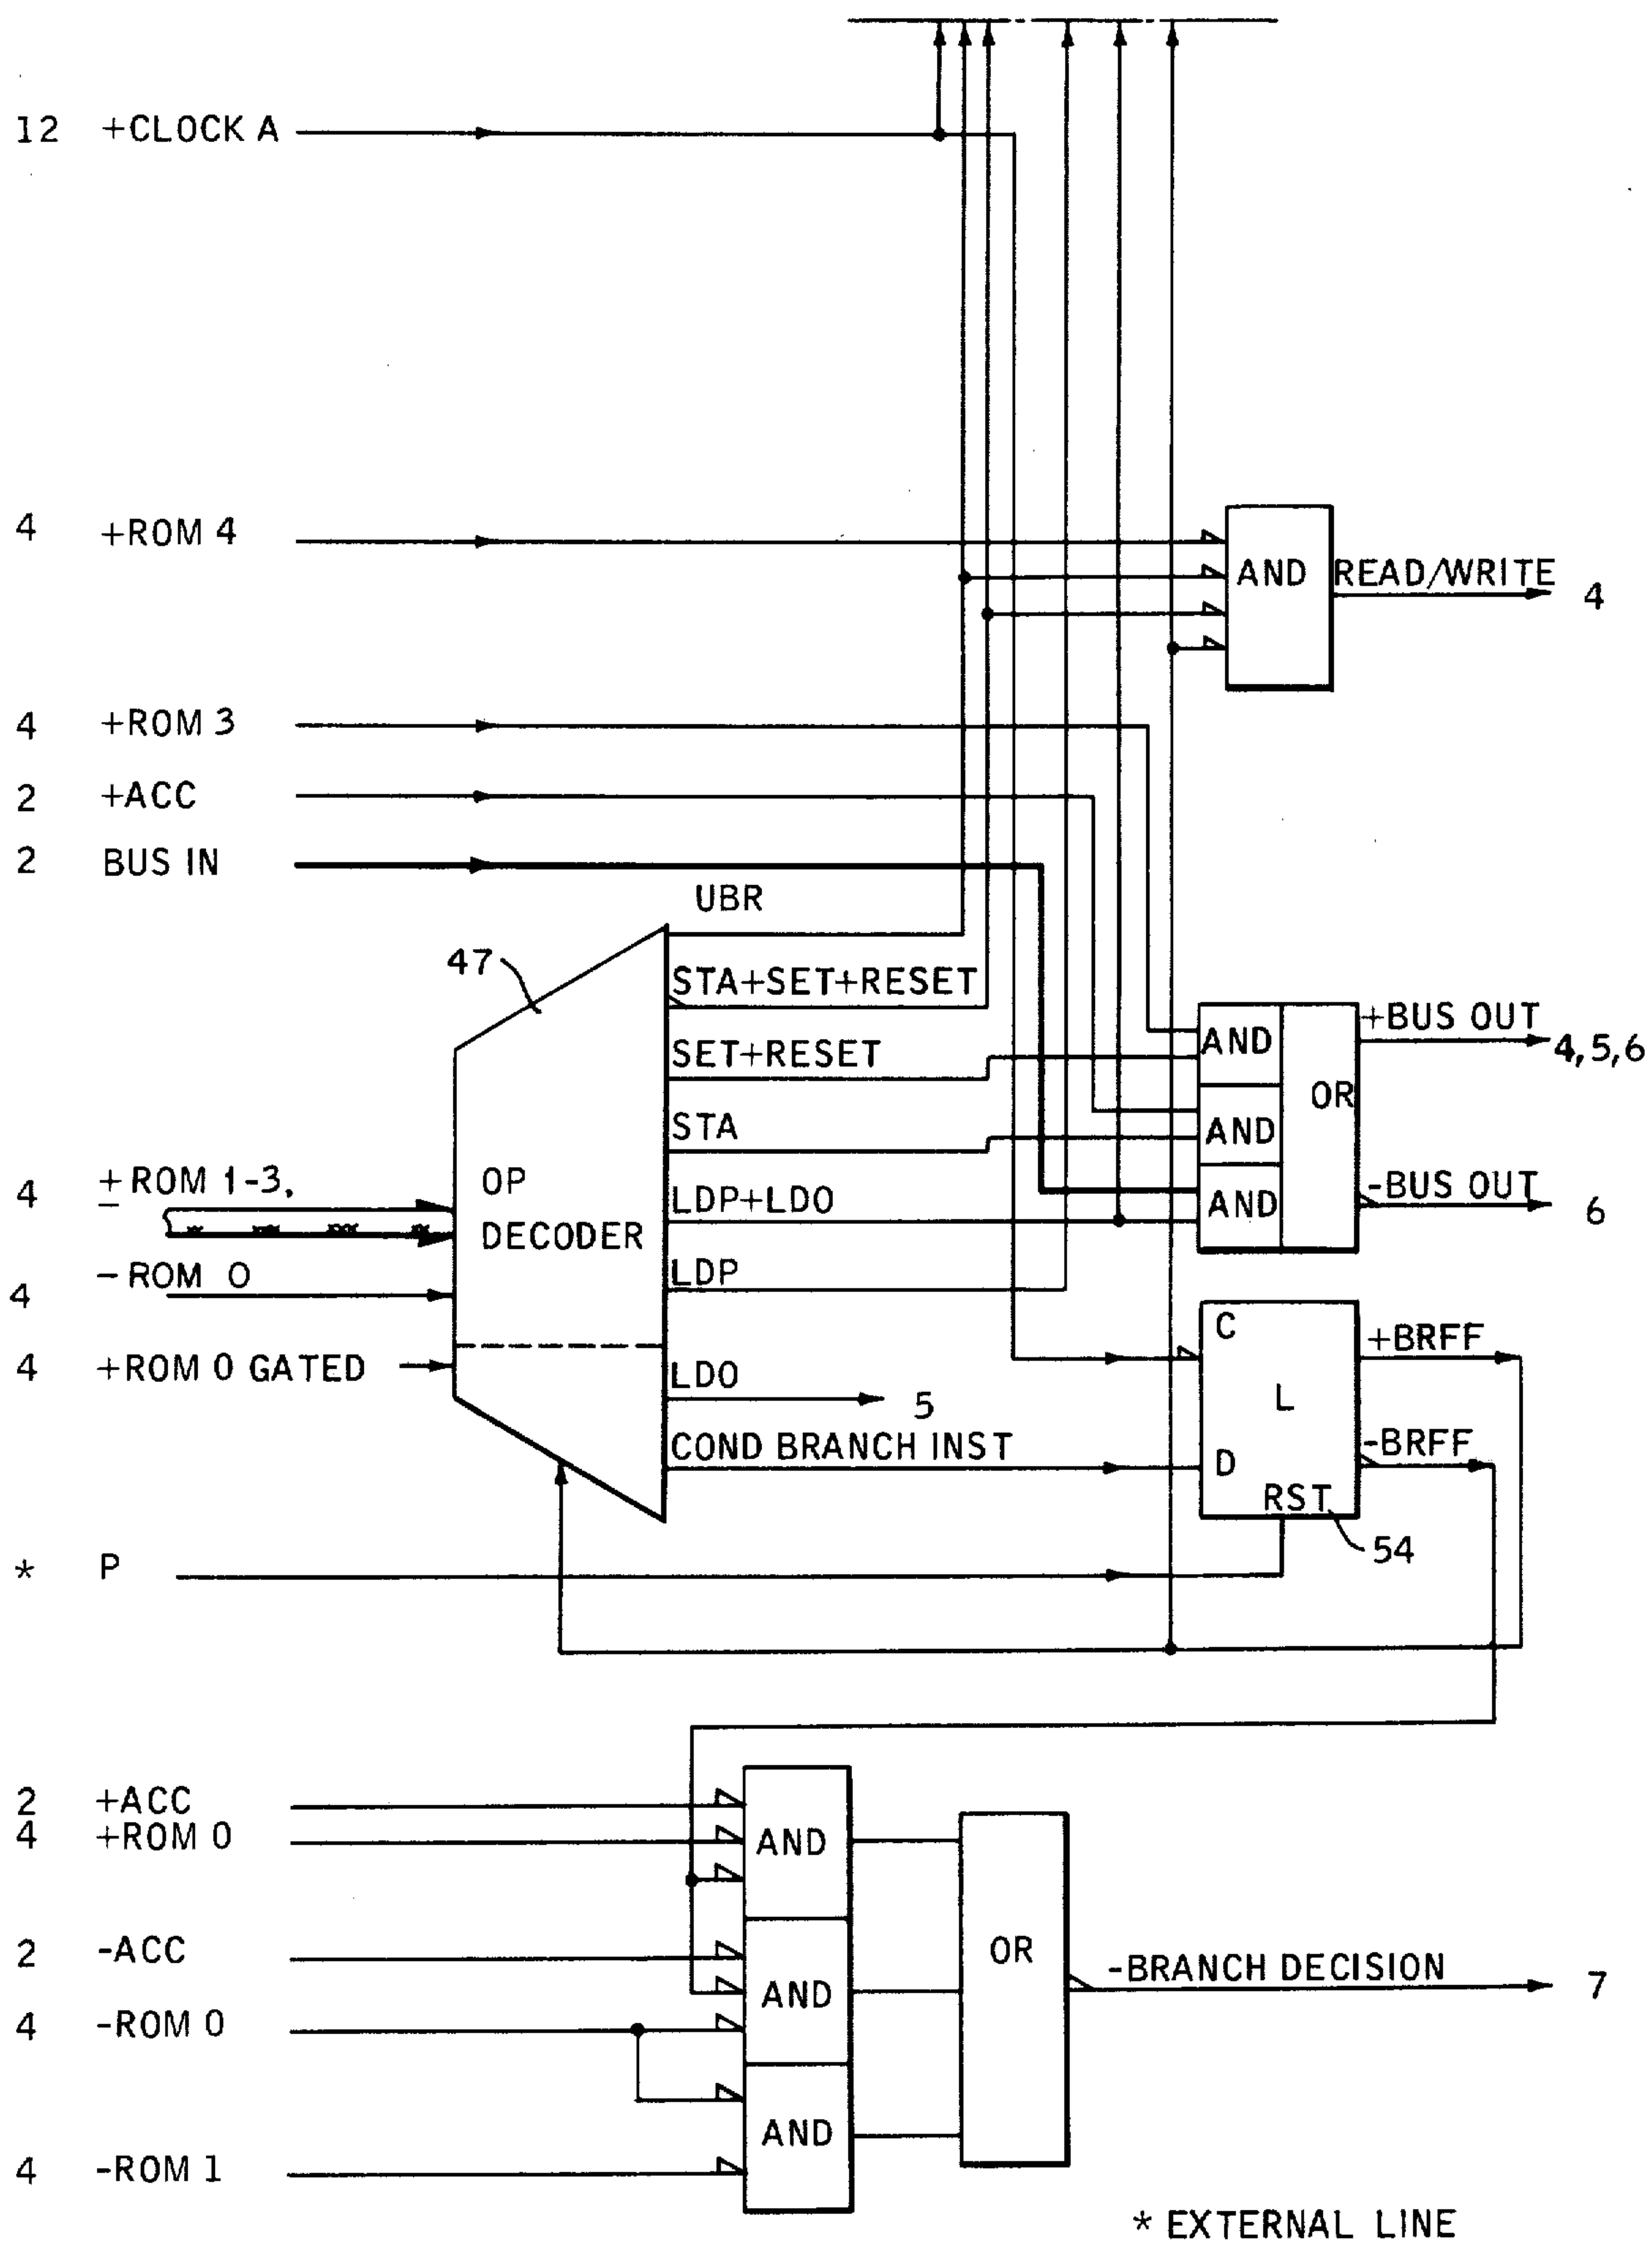 12 +CLOCK A
4 +ROM 4
AND
READ/WRITE
4
4 +ROM 3
2 +ACC
2 BUS IN
UBR
47
STA+SET+RESET
SET+RESET
STA
LDP+LDO
LDP
LDO
5
COND BRANCH INST
OP
DECODER
4 ± ROM 1-3,
4 -ROM 0
4 +ROM 0 GATED
AND
AND
AND
OR
+BUS OUT
4,5,6
-BUS OUT
6
C
L
D
RST
+BRFF
-BRFF
54
* P
2 +ACC
4 +ROM 0
2 -ACC
4 -ROM 0
4 -ROM 1
AND
AND
AND
OR
-BRANCH DECISION
7
* EXTERNAL LINE